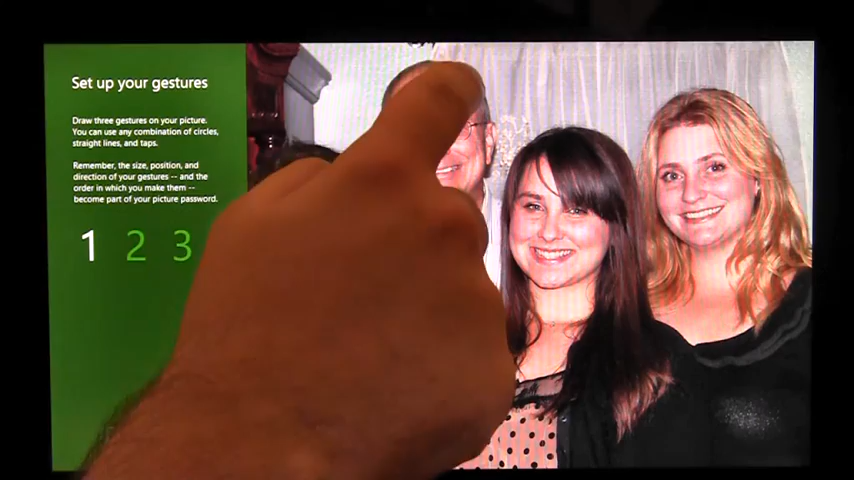 Set up your gestures
Draw three gestures on your picture.
You can use any combination of circles,
straight lines, and taps.
Remember, the size, position, and
direction of your gestures -- and the
order in which you make them --
become part of your picture password.
1 2 3